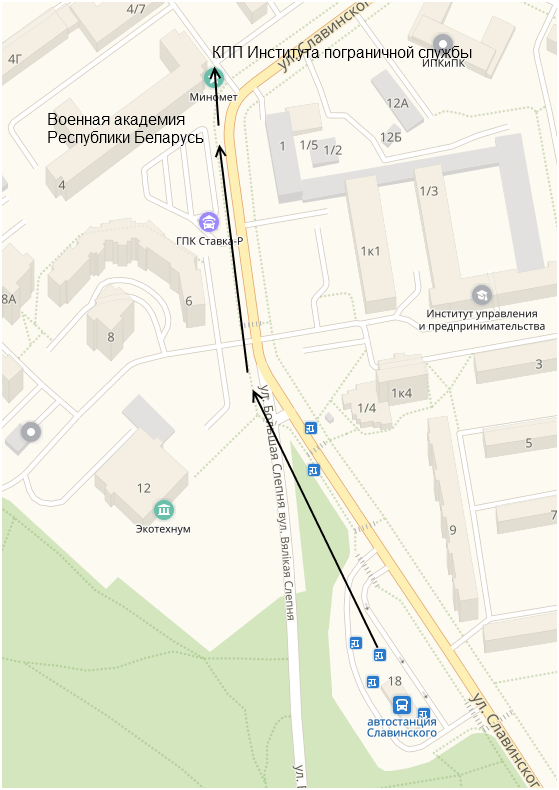 4/7
ул. Славинского
КПП Института пограничной службы
4Г
ИПКиПК
Миномет
12А
Военная академия
Республики Беларусь
12Б
1
1/5
1/2
4
1/3
ГПК Ставка-Р
1к1
8А
6
Институт управления
и предпринимательства
8
3
1к4
1/4
ул. Большая Слепня вул. Вялікая Слепня
5
12
7
9
Экотехнум
18
автостанция
Славинского
ул. Славинског
ул. Б